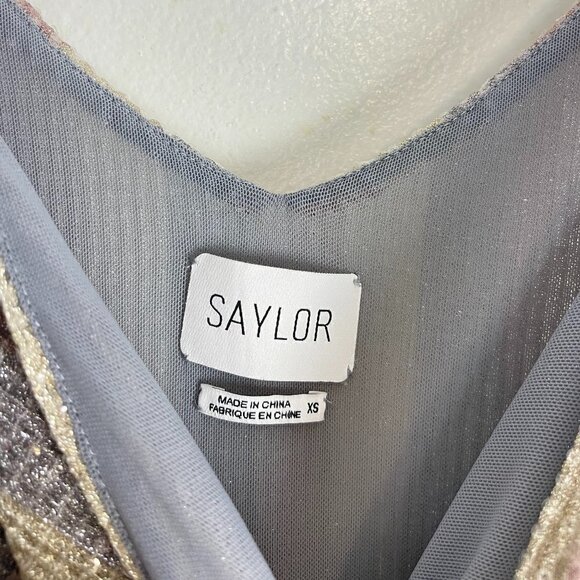 SAYLOR
MADE IN CHINA
FABRIQUE EN CHINE XS